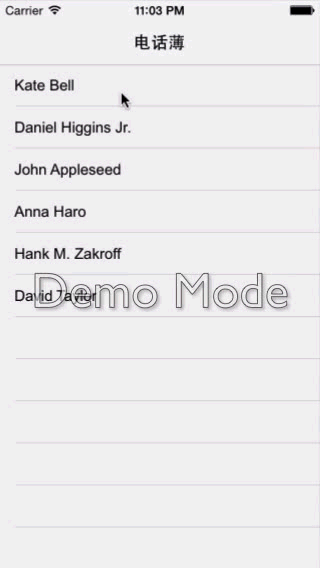 Carrier 11:03 PM
电话薄
Kate Bell
Daniel Higgins Jr.
John Appleseed
Anna Haro
Hank M. Zakroff
David Taylor
Demo Mode